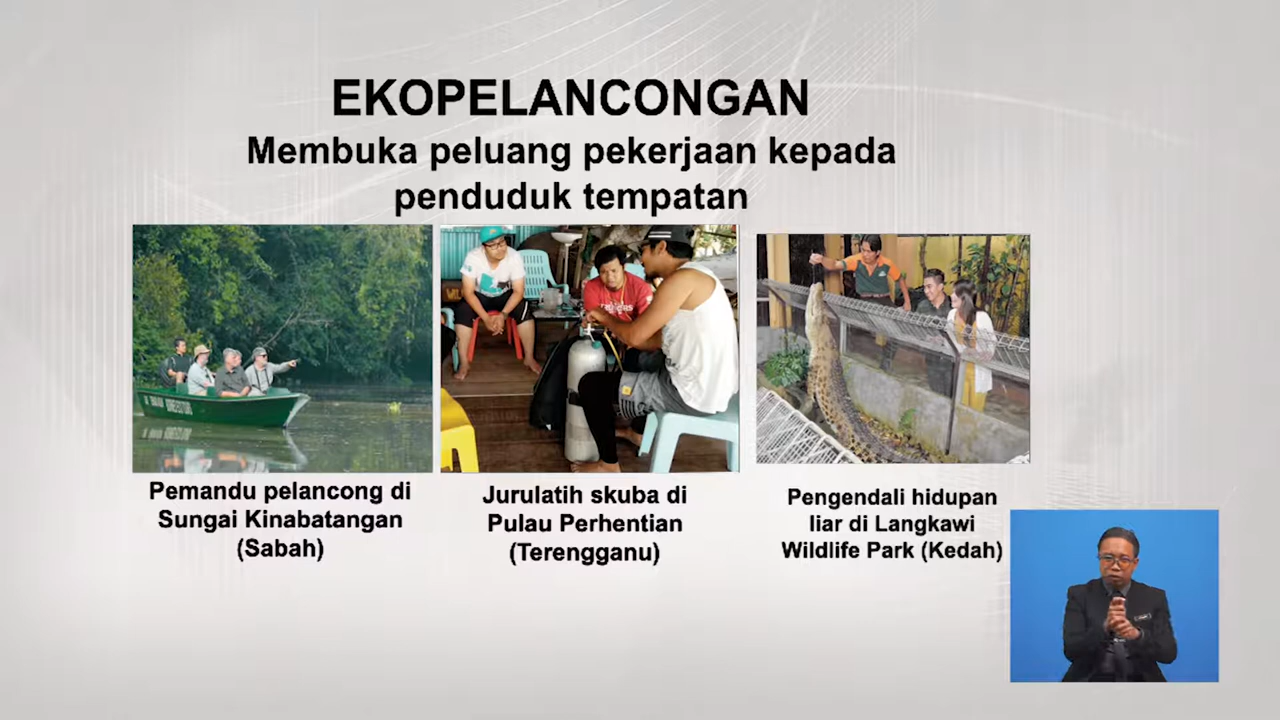 EKOPELANCONGAN
Membuka peluang pekerjaan kepada
penduduk tempatan
Pemandu pelancong di
Sungai Kinabatangan
(Sabah)
Jurulatih skuba di
Pulau Perhentian
(Terengganu)
Pengendali hidupan
liar di Langkawi
Wildlife Park (Kedah)